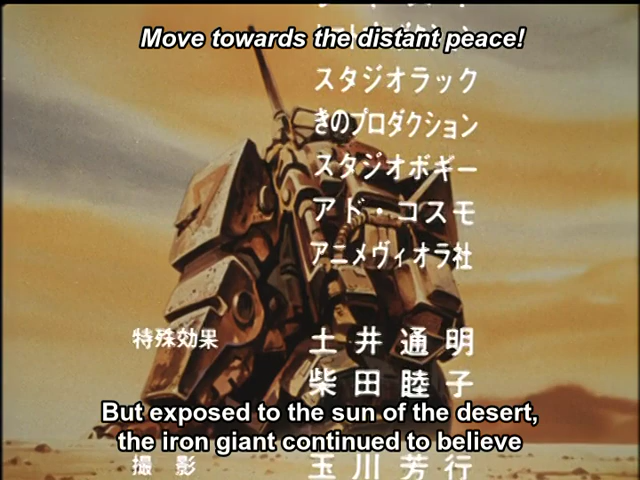 Move towards the distant peace!
スタジオラック
きのプロダクション
スタジオボギー
アド・コスモ
アニメヴィオラ社
特殊効果 土井通明
柴田睦子
But exposed to the sun of the desert,
the iron giant continued to believe
撮影 玉川芳行